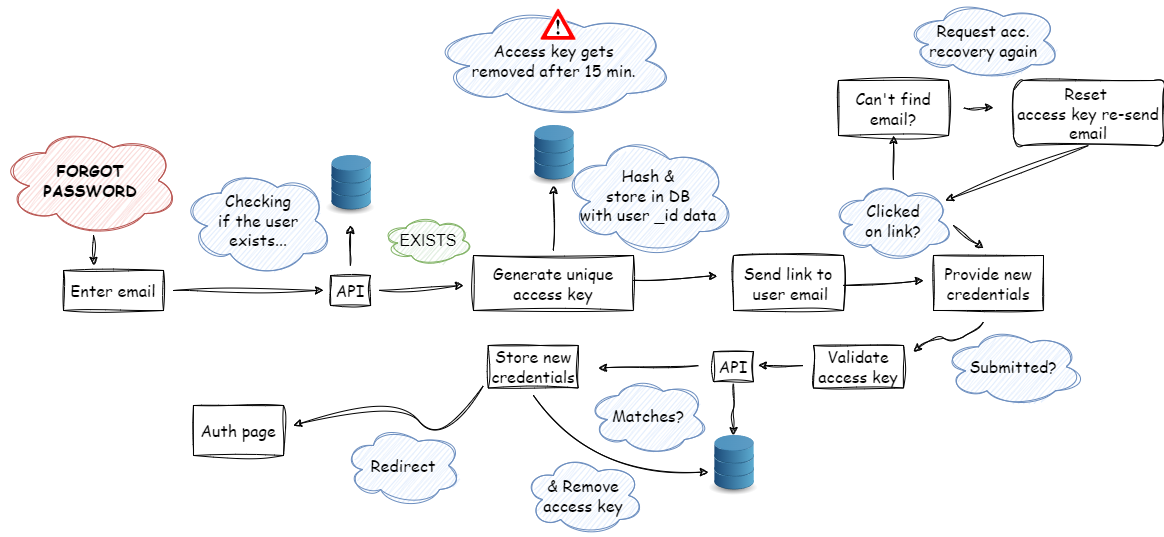 !
Access key gets
removed after 15 min.
Request acc.
recovery again
Can't find
email?
Reset
access key re-send
email
FORGOT
PASSWORD
Checking
if the user
exists...
Hash &
store in DB
with user _id data
Clicked
on link?
EXISTS
Enter email
API
Generate unique
access key
Send link to
user email
Provide new
credentials
Submitted?
Validate
access key
API
Store new
credentials
Matches?
Auth page
Redirect
& Remove
access key